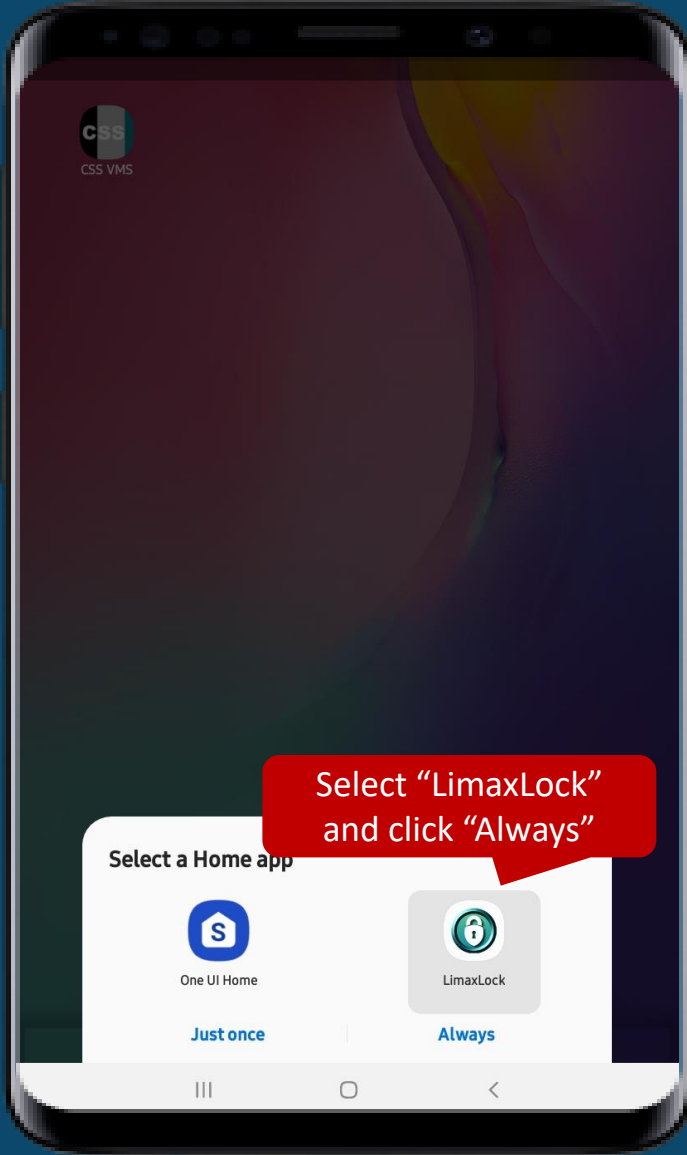 CSS
CSS VMS
Select “LimaxLock”
and click “Always”
Select a Home app
S
One UI Home
LimaxLock
Just once
Always